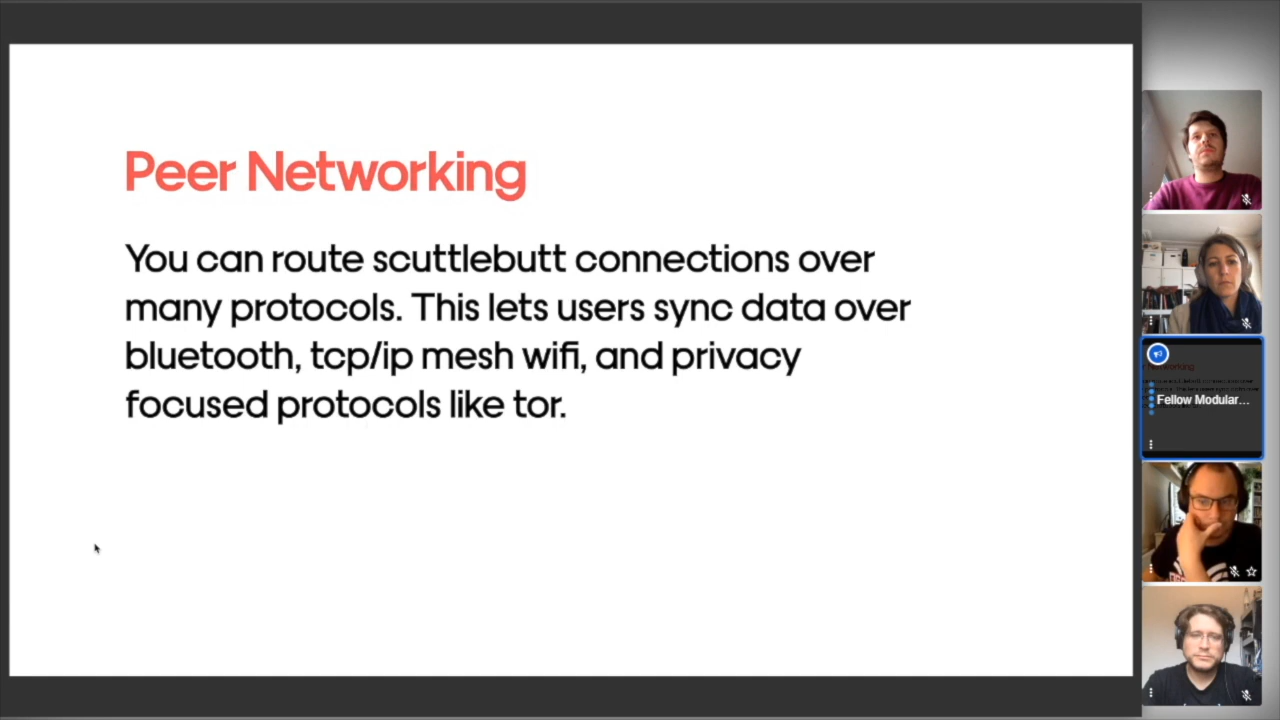 Peer Networking
You can route scuttlebutt connections over
many protocols. This lets users sync data over
bluetooth, tcp/ip mesh wifi, and privacy
focused protocols like tor.
Fellow Modular...